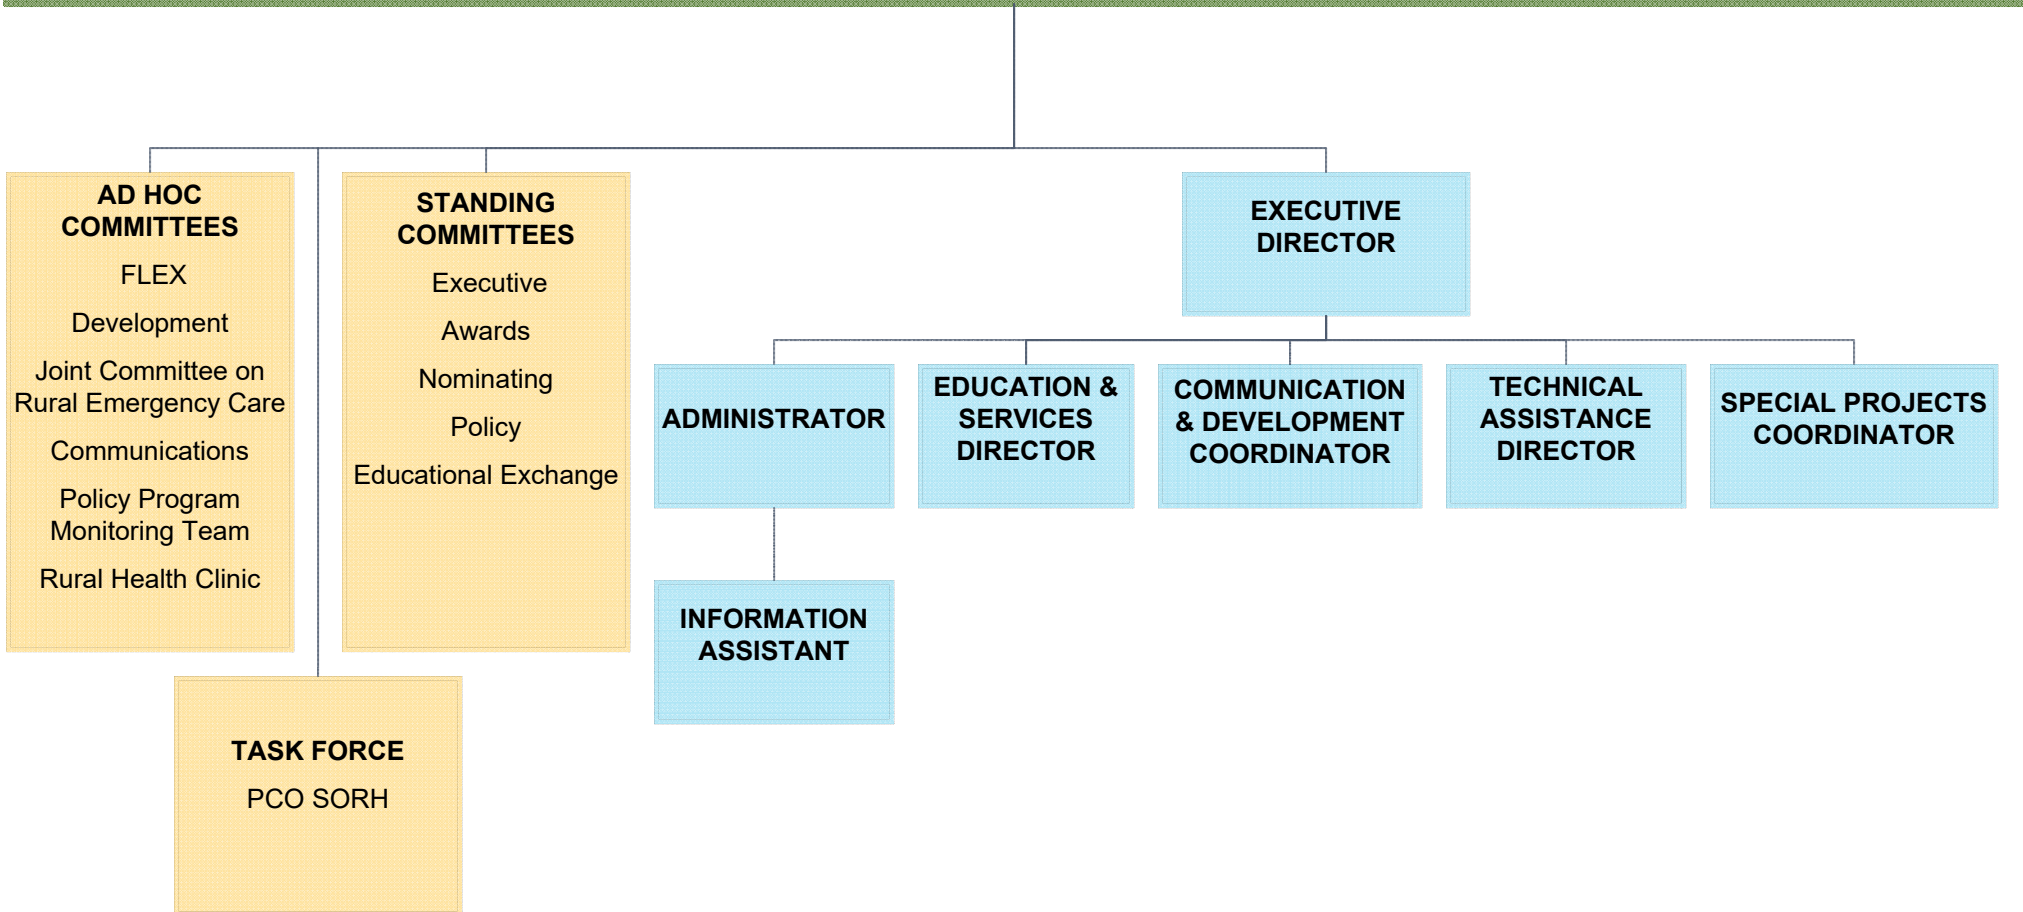 AD HOC
COMMITTEES
FLEX
Development
Joint Committee on
Rural Emergency Care
Communications
Policy Program
Monitoring Team
Rural Health Clinic
STANDING
COMMITTEES
Executive
Awards
Nominating
Policy
Educational Exchange
TASK FORCE
PCO SORH
EXECUTIVE
DIRECTOR
ADMINISTRATOR
EDUCATION &
SERVICES
DIRECTOR
COMMUNICATION
& DEVELOPMENT
COORDINATOR
TECHNICAL
ASSISTANCE
DIRECTOR
SPECIAL PROJECTS
COORDINATOR
INFORMATION
ASSISTANT